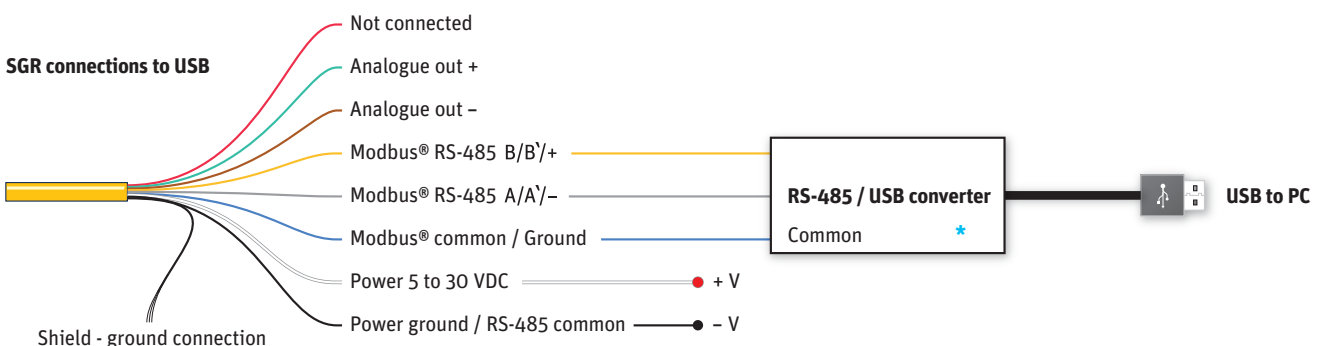 Not connected
SGR connections to USB
Analogue out +
Analogue out –
Modbus® RS-485 B/B`/+
Modbus® RS-485 A/A`/–
RS-485 / USB converter
USB to PC
Modbus® common / Ground
Common *
Power 5 to 30 VDC
+ V
Power ground / RS-485 common
– V
Shield - ground connection